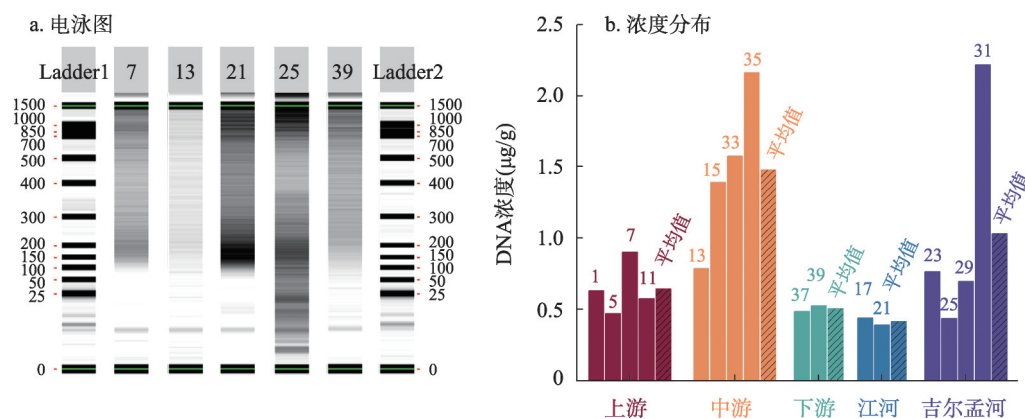 a. 电泳图
Ladder1 7 13 21 25 39 Ladder2
1500 1500
1000 1000
850 850
700 700
500 500
400 400
300 300
200 200
150 150
100 100
50 50
25 25
0 0
b. 浓度分布
DNA浓度(μg/g)
2.5
2.0
1.5
1.0
0.5
0
1 5 7 11 平均值
13 15 33 35 平均值
37 39 平均值
17 21 平均值
23 25 29 31 平均值
上游 中游 下游 江河 吉尔孟河